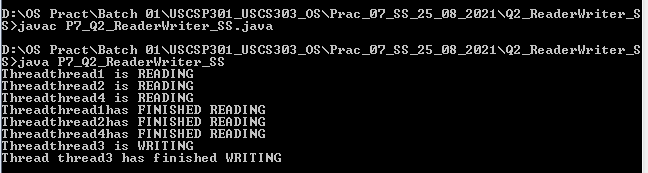 D:\OS Pract\Batch 01\USCSP301_USCS303_OS\Prac_07_SS_25_08_2021\Q2_ReaderWriter_S
S>javac P7_Q2_ReaderWriter_SS.java
D:\OS Pract\Batch 01\USCSP301_USCS303_OS\Prac_07_SS_25_08_2021\Q2_ReaderWriter_S
S>java P7_Q2_ReaderWriter_SS
Threadthread1 is READING
Threadthread2 is READING
Threadthread4 is READING
Threadthread1has FINISHED READING
Threadthread2has FINISHED READING
Threadthread4has FINISHED READING
Threadthread3 is WRITING
Thread thread3 has finished WRITING